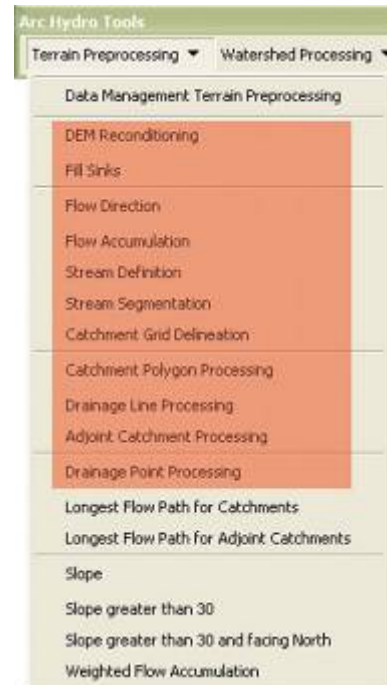 Arc Hydro Tools
Terrain Preprocessing Watershed Processing
Data Management Terrain Preprocessing
DEM Reconditioning
Fill Sinks
Flow Direction
Flow Accumulation
Stream Definition
Stream Segmentation
Catchment Grid Delineation
Catchment Polygon Processing
Drainage Line Processing
Adjoint Catchment Processing
Drainage Point Processing
Longest Flow Path for Catchments
Longest Flow Path for Adjoint Catchments
Slope
Slope greater than 30
Slope greater than 30 and facing North
Weighted Flow Accumulation